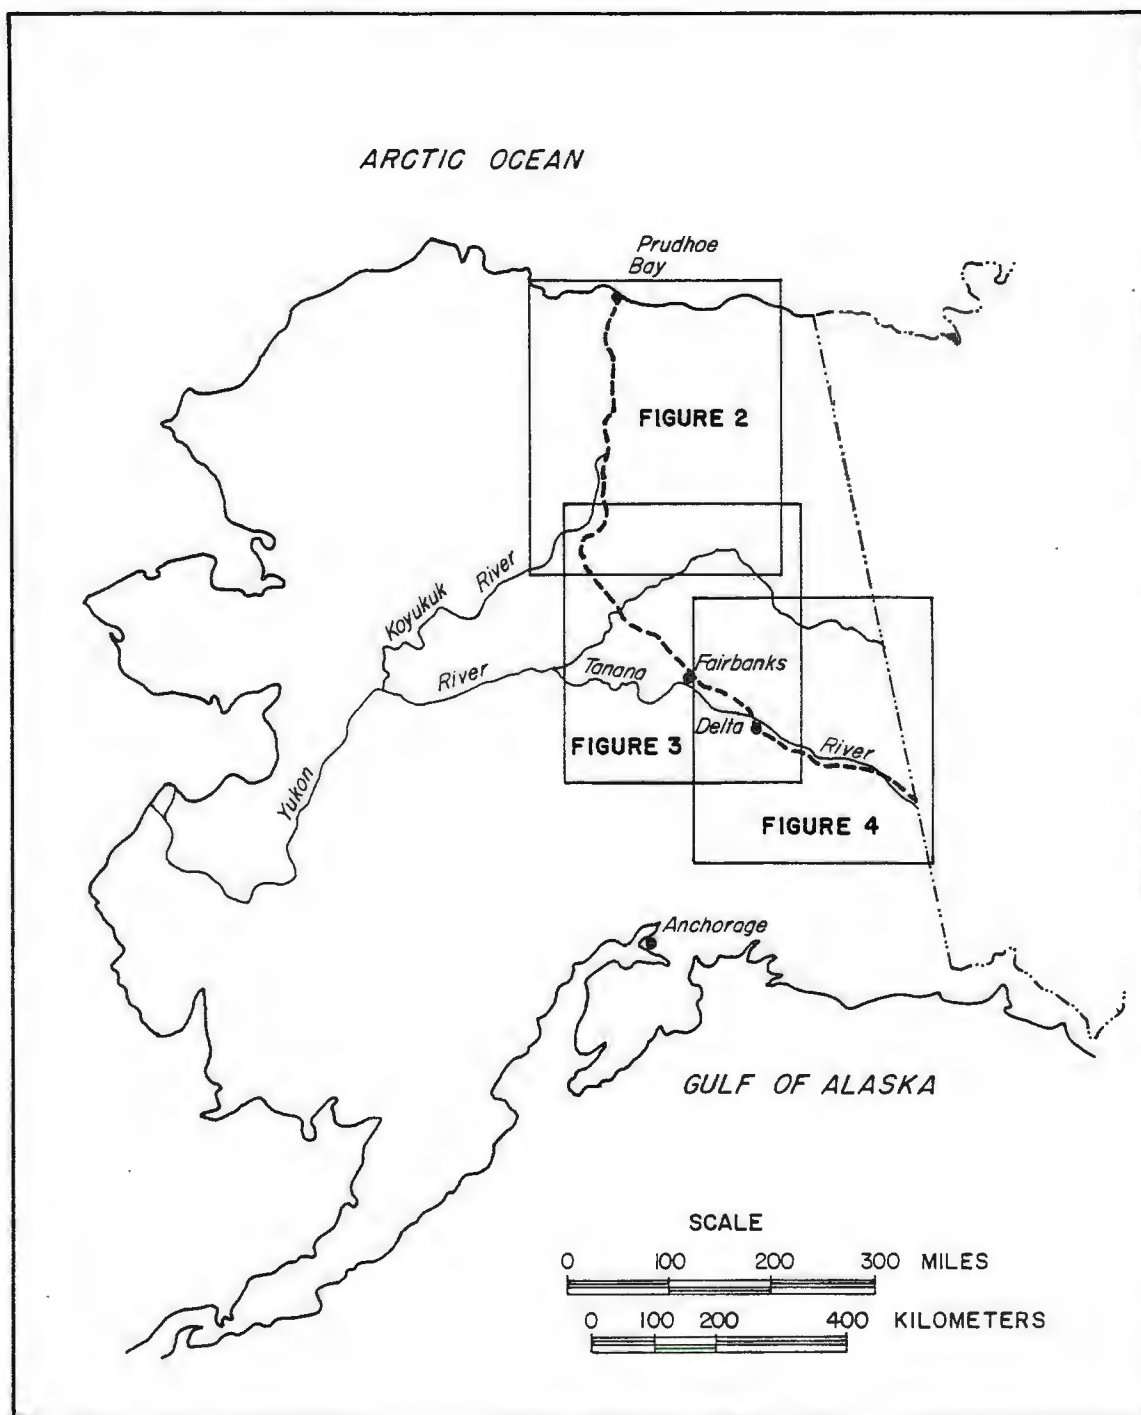 ARCTIC OCEAN
Prudhoe
Bay
FIGURE 2
Koyukuk River
Yukon River
Tanana River
Fairbanks
Delta
FIGURE 3
FIGURE 4
Anchorage
GULF OF ALASKA
SCALE
0 100 200 300 MILES
0 100 200 400 KILOMETERS